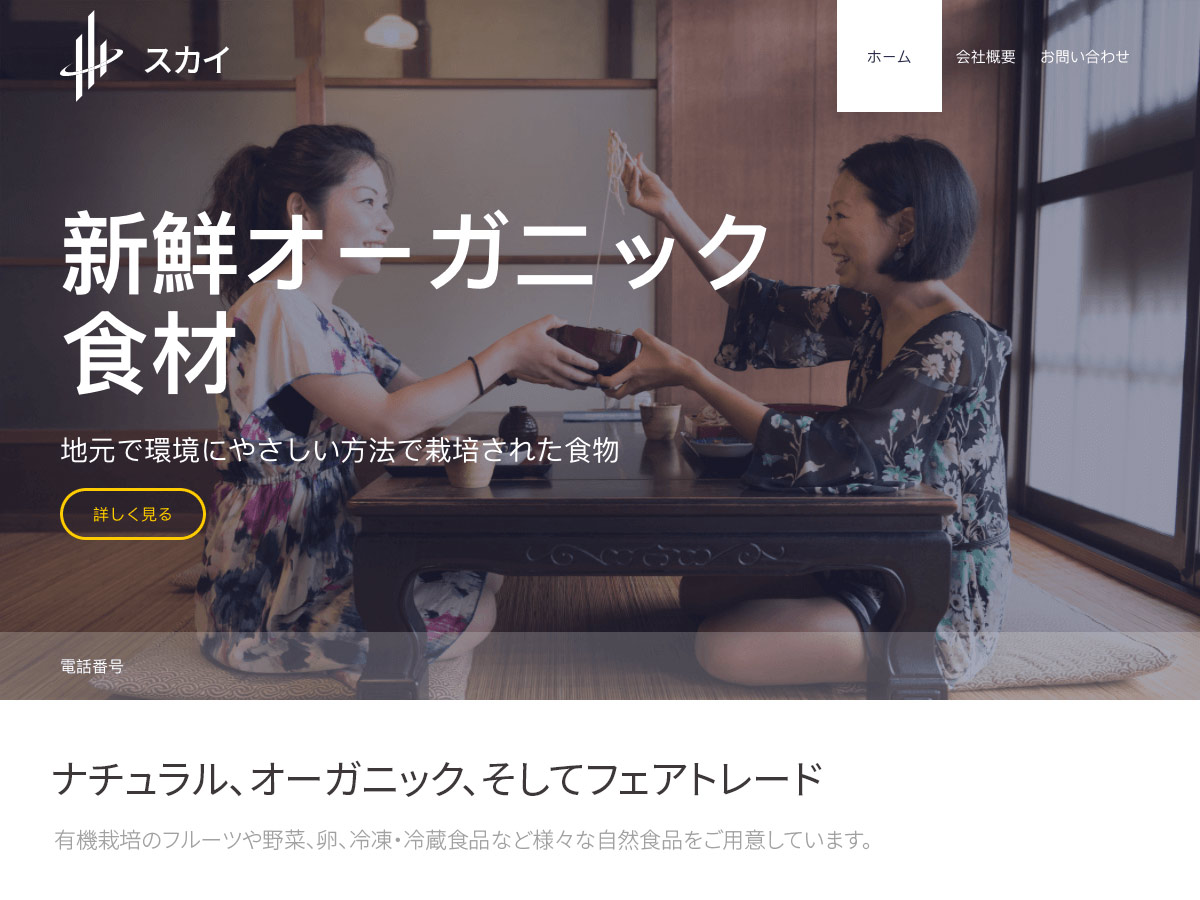 スカイ
ホーム
会社概要
お問い合わせ
新鮮オーガニック
食材
地元で環境にやさしい方法で栽培された食物
詳しく見る
電話番号
ナチュラル、オーガニック、そしてフェアトレード
有機栽培のフルーツや野菜、卵、冷凍・冷蔵食品など様々な自然食品をご用意しています。